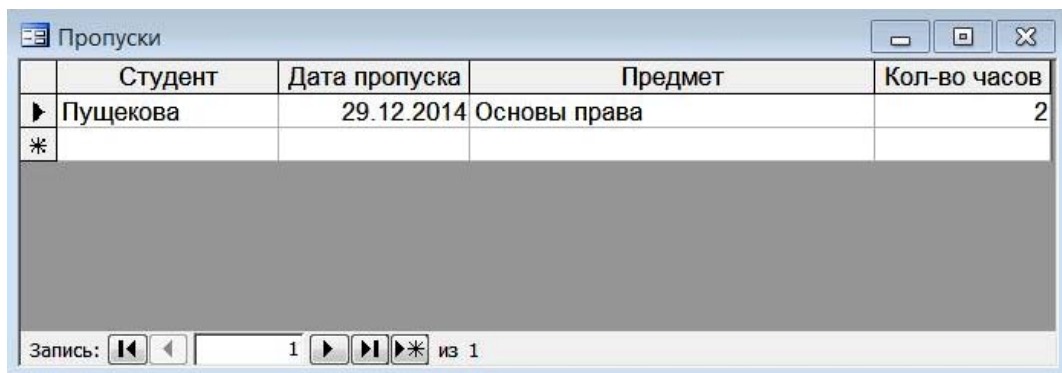 Пропуски
Студент Дата пропуска Предмет Кол-во часов
Пущекова 29.12.2014 Основы права 2
Запись: 1 из 1